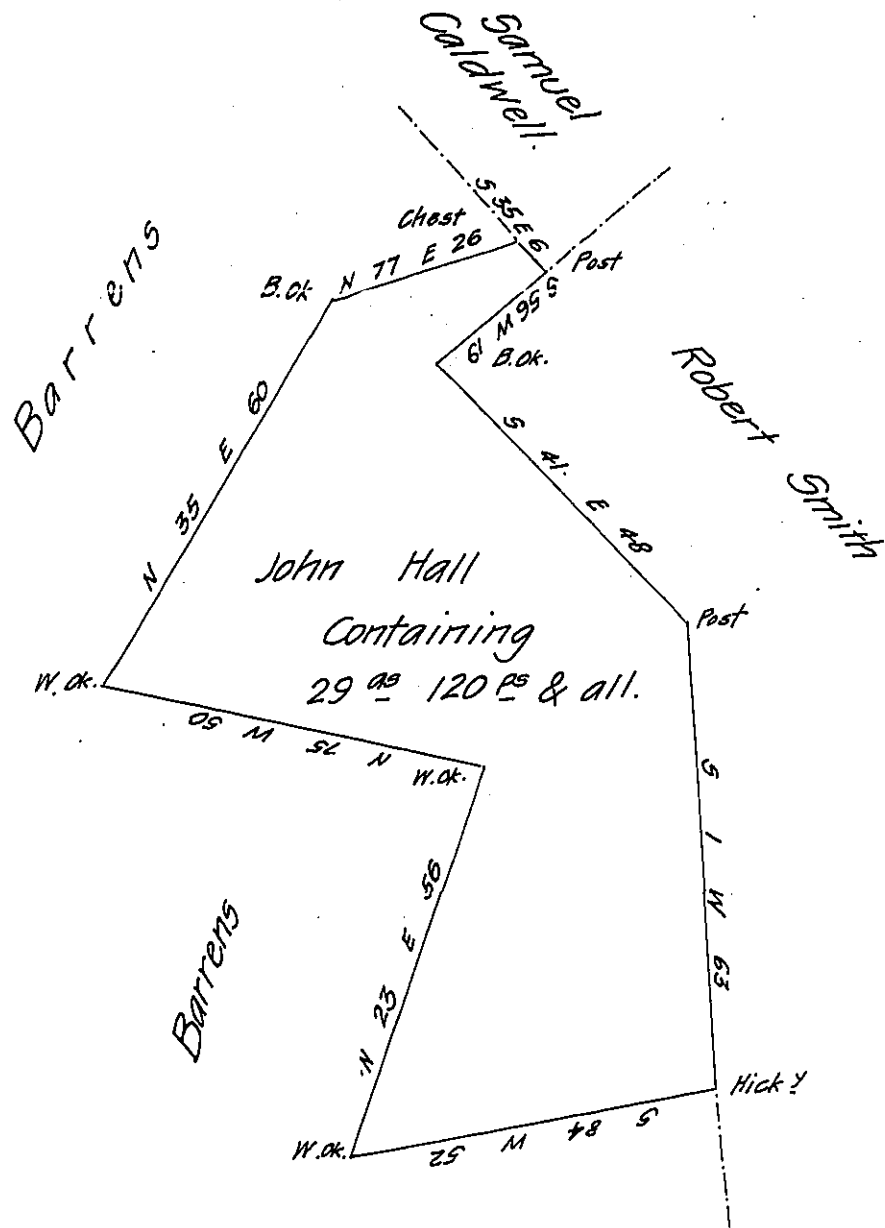 Samuel
Caldwell.
S 35 E 6
Chest
N 77 E 26
Post
B.Ok
S 56 W 19
B.Ok.
Barrens
Robert Smith
N 35 E 60
S 41 E 48
John Hall
Containing
29 as 120 ps & all.
Post
W.Ok.
N 75 W 50
W.Ok.
S 1 W 63
N 23 E 56
Barrens
Hicky
S 84 W 52
W.Ok.